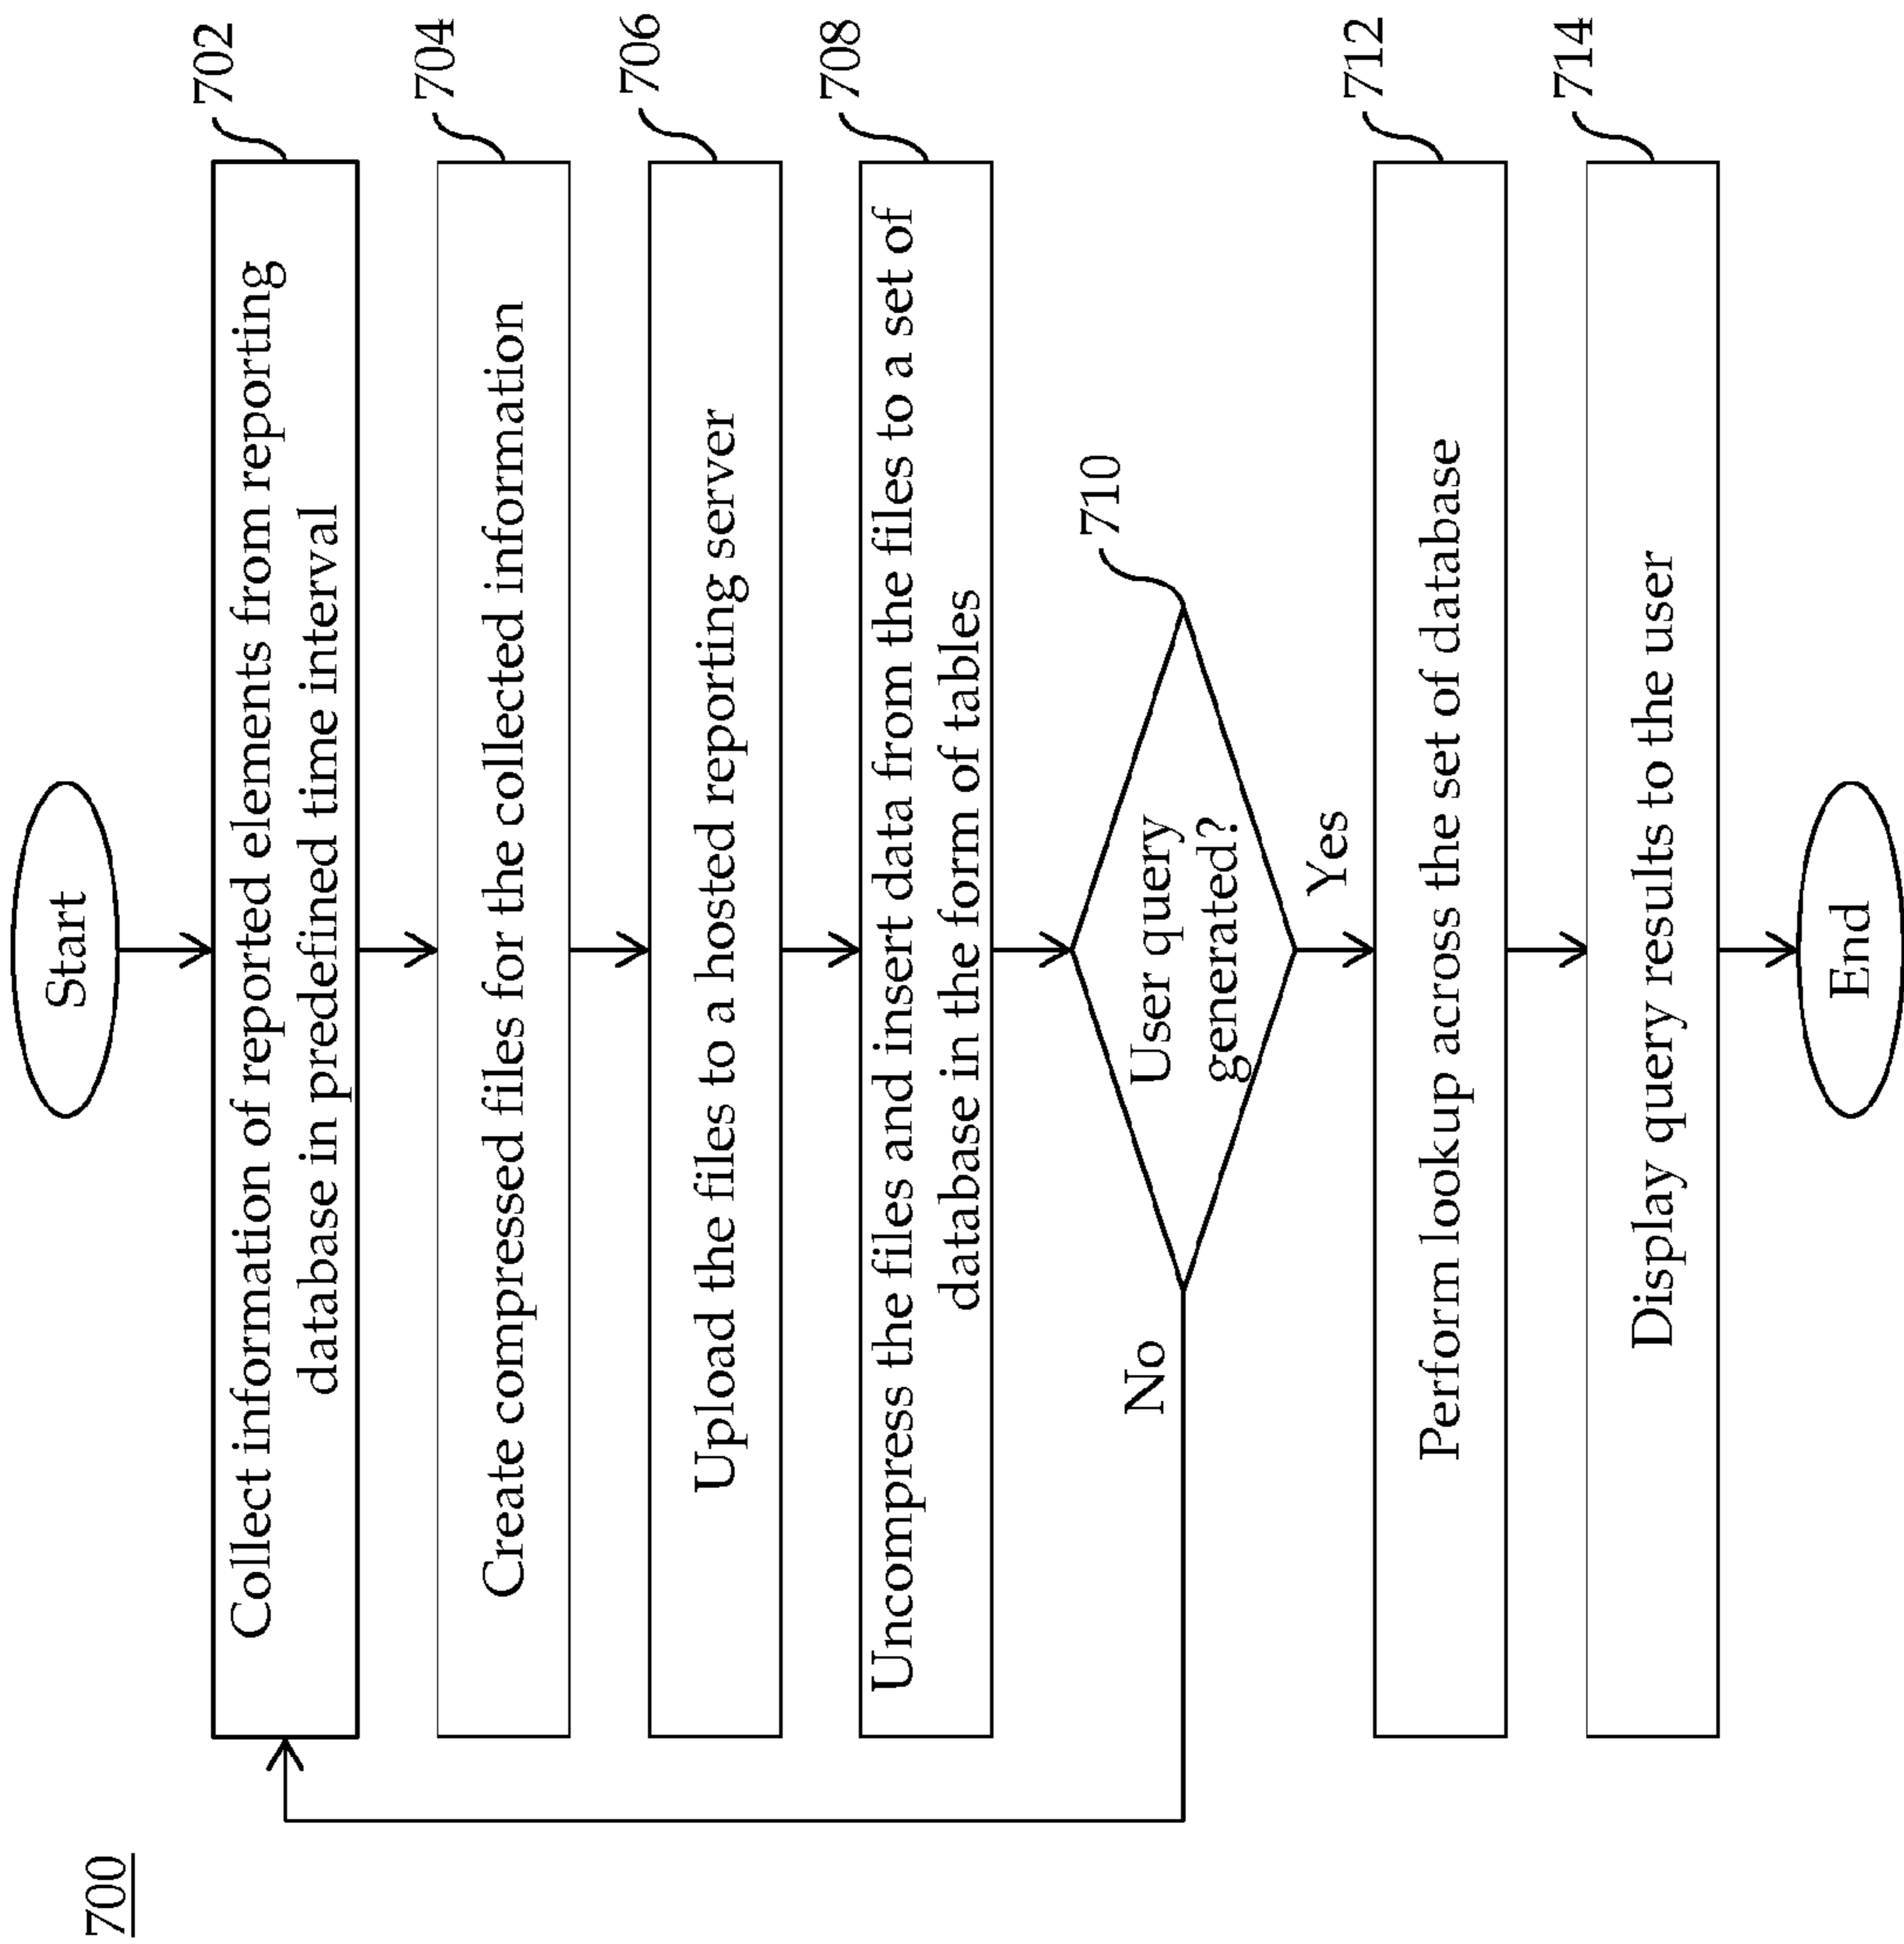 700
Start
702
Collect information of reported elements from reporting
database in predefined time interval
704
Create compressed files for the collected information
706
Upload the files to a hosted reporting server
708
Uncompress the files and insert data from the files to a set of
database in the form of tables
710
User query
generated?
No
Yes
712
Perform lookup across the set of database
714
Display query results to the user
End